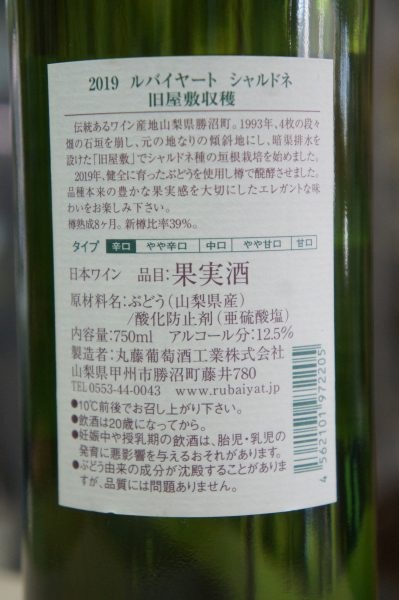 2019 ルバイヤート シャルドネ
旧屋敷収穫
伝統あるワイン産地山梨県勝沼町。1993年、4枚の段々
畑の石垣を崩し、元の地なりの傾斜地にし、暗渠排水を
設けた「旧屋敷」でシャルドネ種の垣根栽培を始めました。
2019年、健全に育ったぶどうを使用し樽で醗酵させました。
品種本来の豊かな果実感を大切にしたエレガントな味
わいをお楽しみ下さい。
樽熟成8ヶ月。新樽比率39%。
タイプ 辛口 やや辛口 中口 やや甘口 甘口
日本ワイン 品目:果実酒
原材料名:ぶどう(山梨県産)
/酸化防止剤(亜硫酸塩)
内容量:750ml アルコール分:12.5%
製造者:丸藤葡萄酒工業株式会社
山梨県甲州市勝沼町藤井780
TEL 0553-44-0043 www.rubaiyat.jp
●10℃前後でお召し上がり下さい。
●飲酒は20歳になってから。
●妊娠中や授乳期の飲酒は、胎児・乳児の
発育に悪影響を与えるおそれがあります。
●ぶどう由来の成分が沈殿することがありま
すが、品質には問題ありません。
4 562101 972205